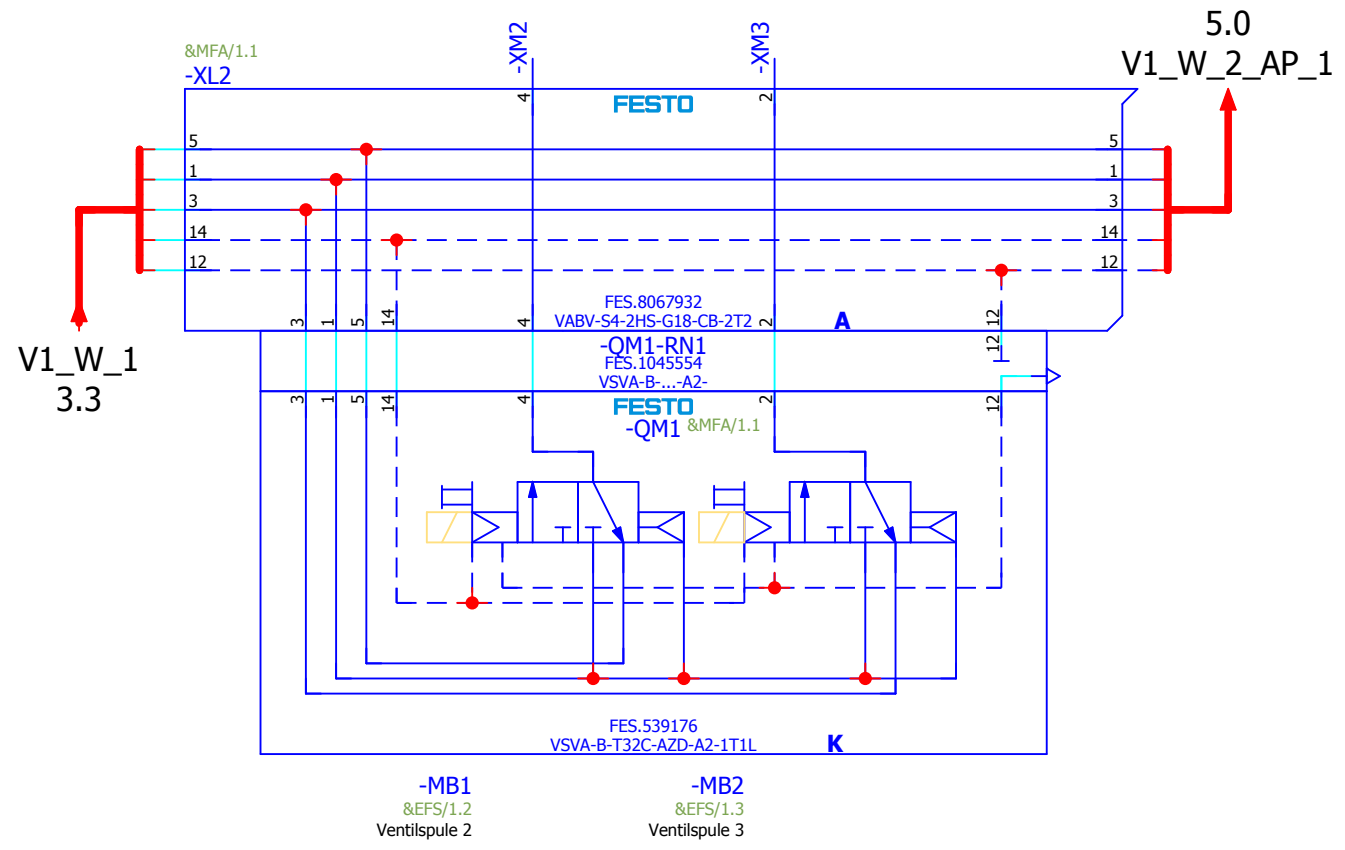 5.0
V1_W_2_AP_1
&MFA/1.1
-XL2
-XM2
-XM3
4
FESTO
2
5
5
1
1
3
3
14
14
12
12
FES.8067932
VABV-S4-2HS-G18-CB-2T2
A
3
1
5
14
4
2
12
V1_W_1
3.3
-QM1-RN1
FES.1045554
VSVA-B-...-A2-
12
3
1
5
14
4
FESTO
2
12
-QM1
&MFA/1.1
FES.539176
VSVA-B-T32C-AZD-A2-1T1L
K
-MB1
&EFS/1.2
Ventilspule 2
-MB2
&EFS/1.3
Ventilspule 3